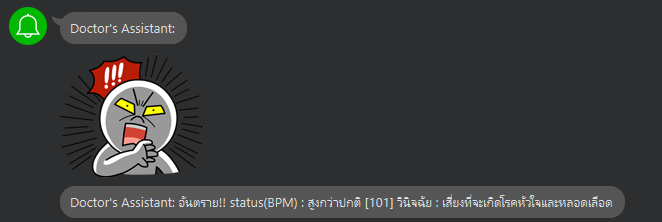 Doctor's Assistant:
!!!
Doctor's Assistant: อันตราย!! status(BPM) : สูงกว่าปกติ [101] วินิจฉัย : เสี่ยงที่จะเกิดโรคหัวใจและหลอดเลือด